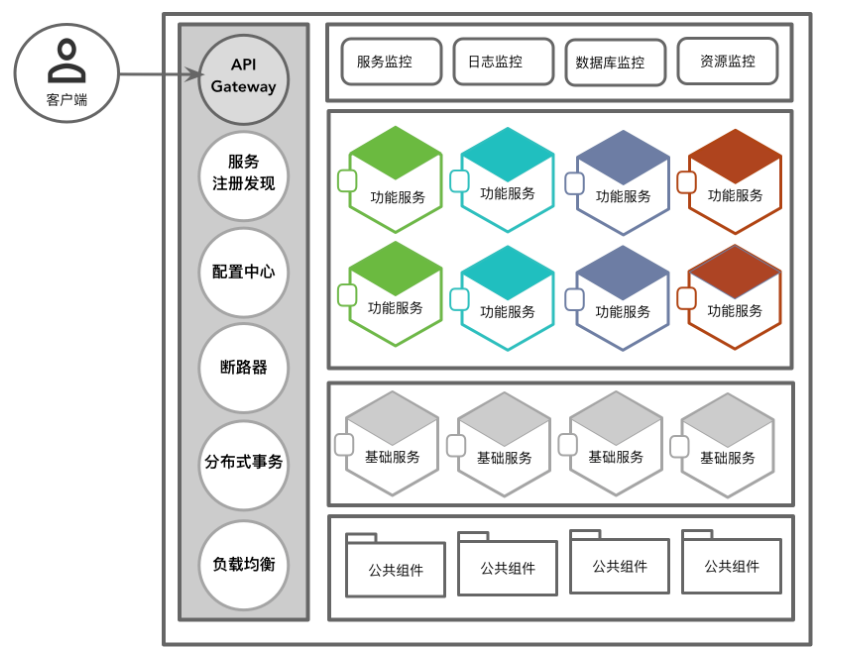 客户端
API
Gateway
服务
注册发现
配置中心
断路器
分布式事务
负载均衡
服务监控
日志监控
数据库监控
资源监控
功能服务
功能服务
功能服务
功能服务
功能服务
功能服务
功能服务
功能服务
基础服务
基础服务
基础服务
基础服务
公共组件
公共组件
公共组件
公共组件